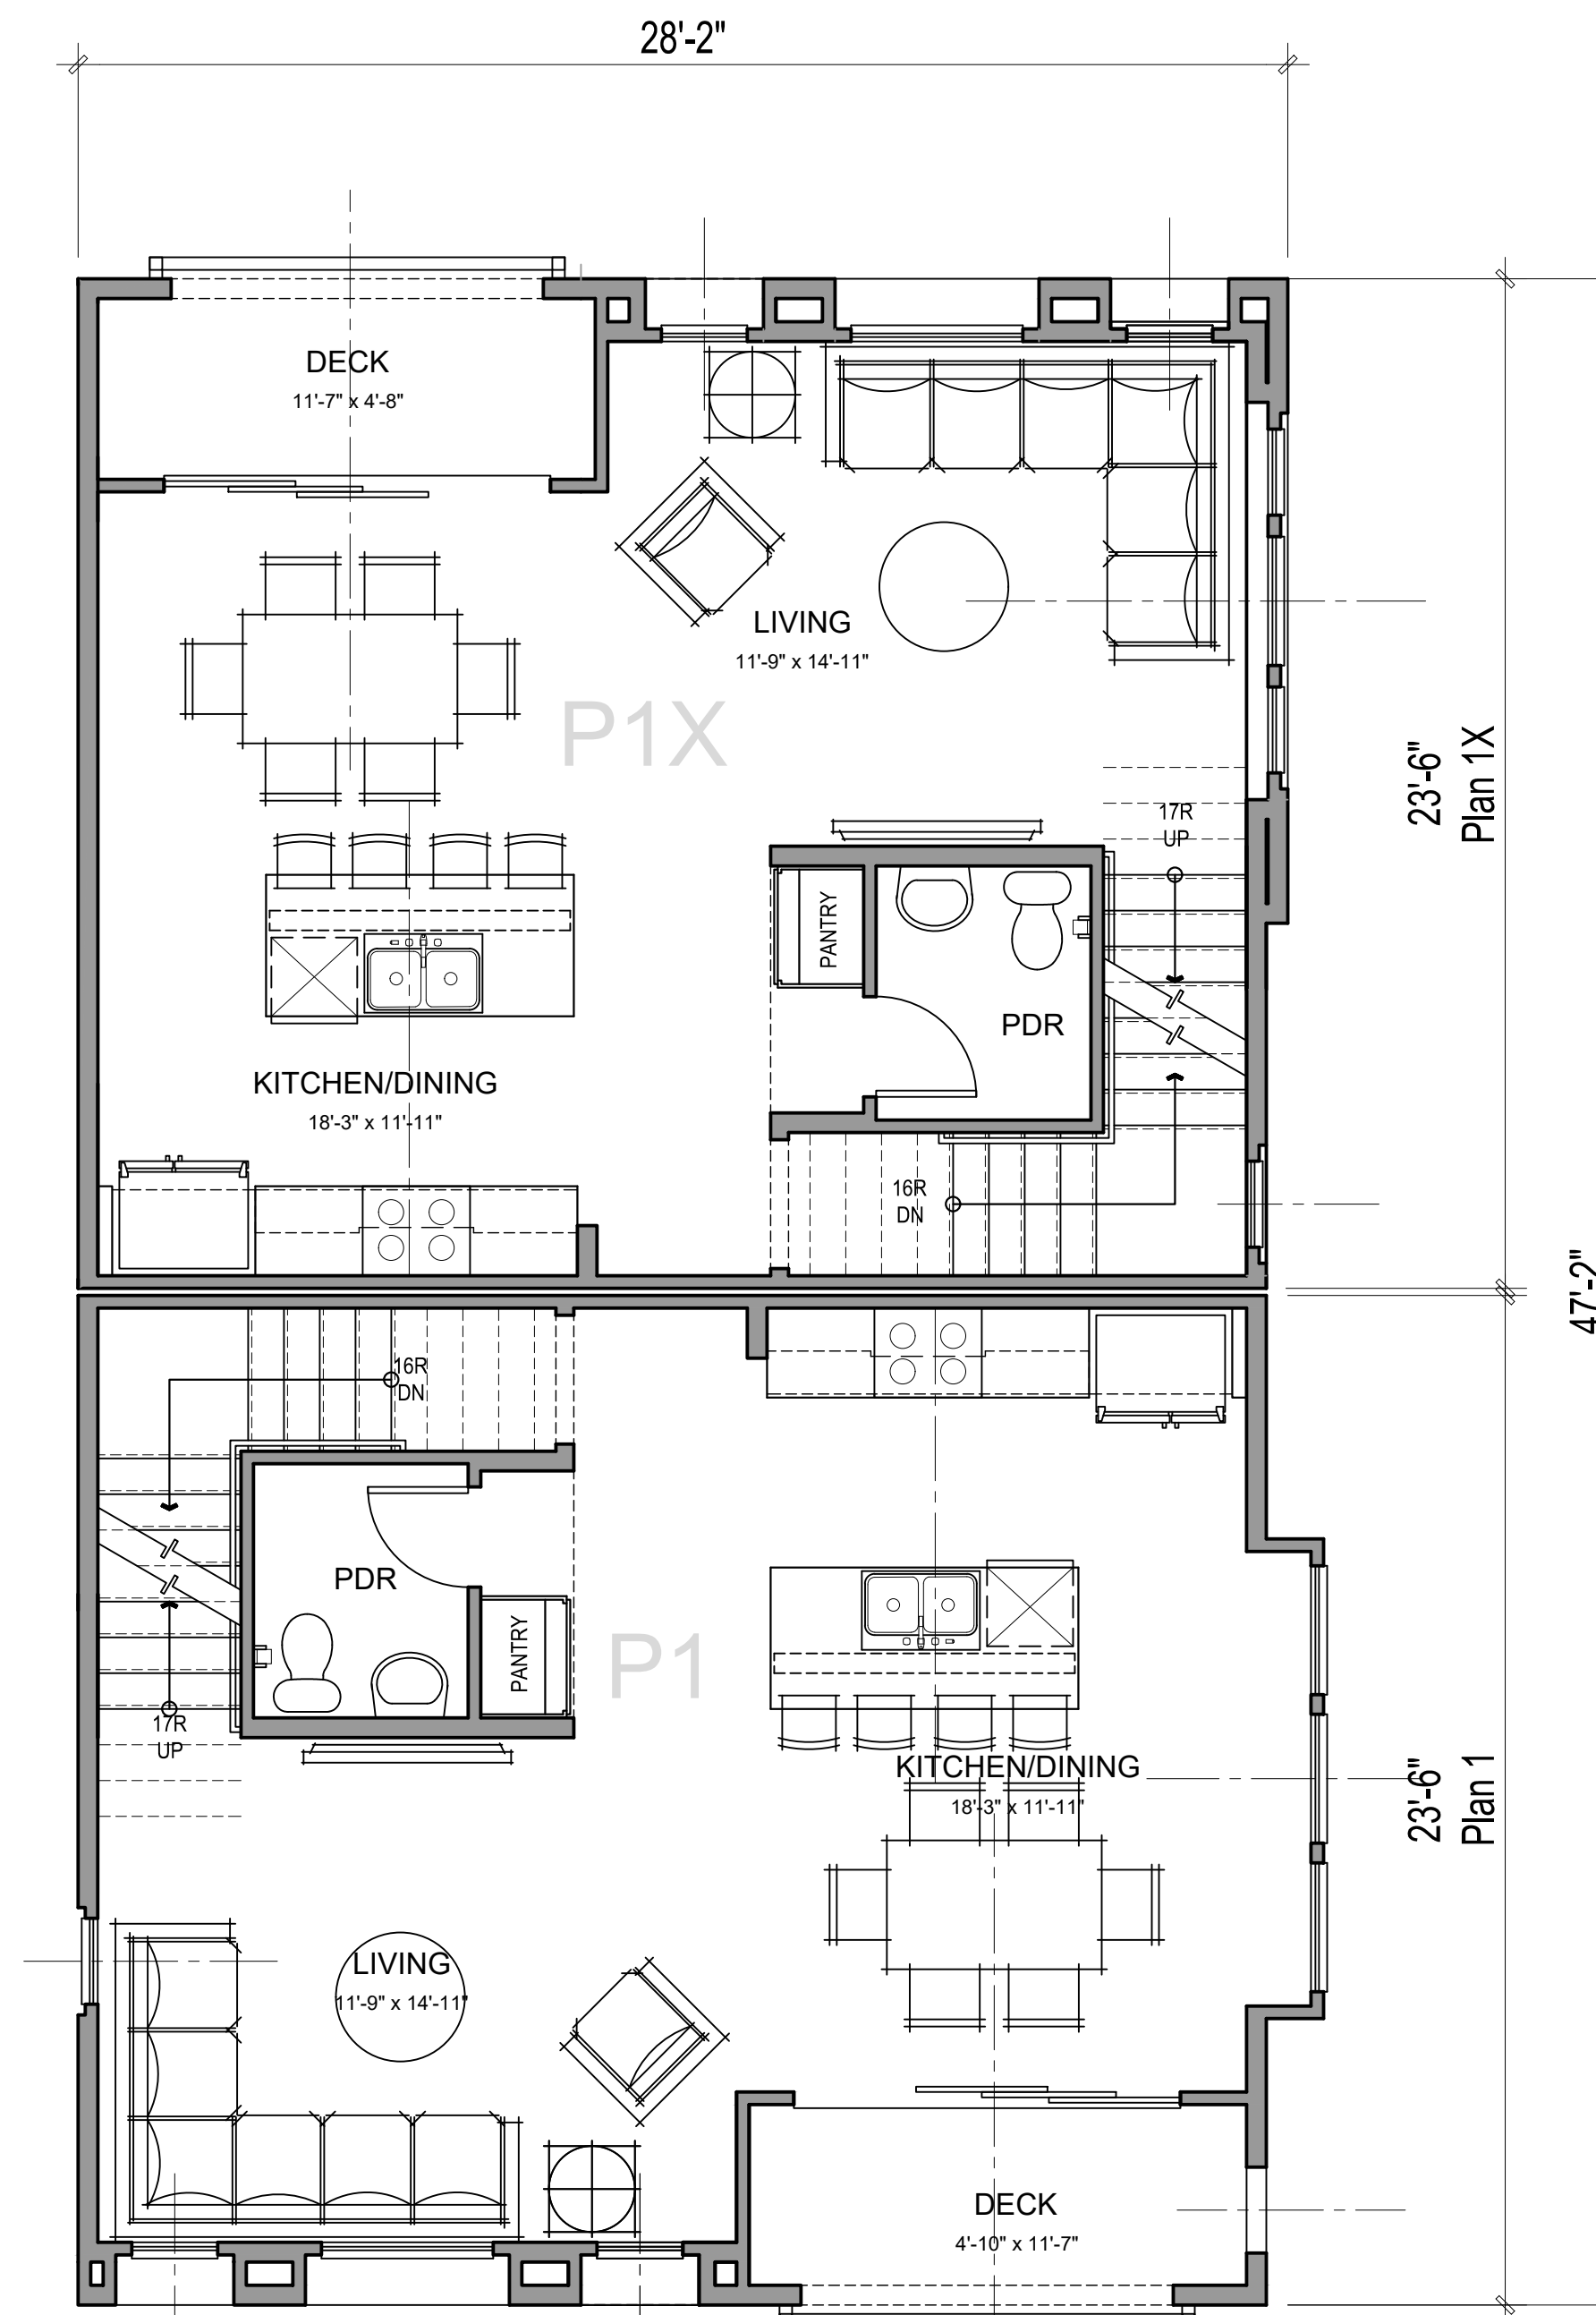 28'-2"
DECK
11'-7" x 4'-8"
LIVING
11'-9" x 14'-11"
P1X
23'-6"
Plan 1X
17R
UP
PANTRY
PDR
KITCHEN/DINING
18'-3" x 11'-11"
16R
DN
47'-2"
16R
DN
PDR
PANTRY
P1
17R
UP
KITCHEN/DINING
18'-3" x 11'-11"
23'-6"
Plan 1
LIVING
11'-9" x 14'-11"
DECK
4'-10" x 11'-7"